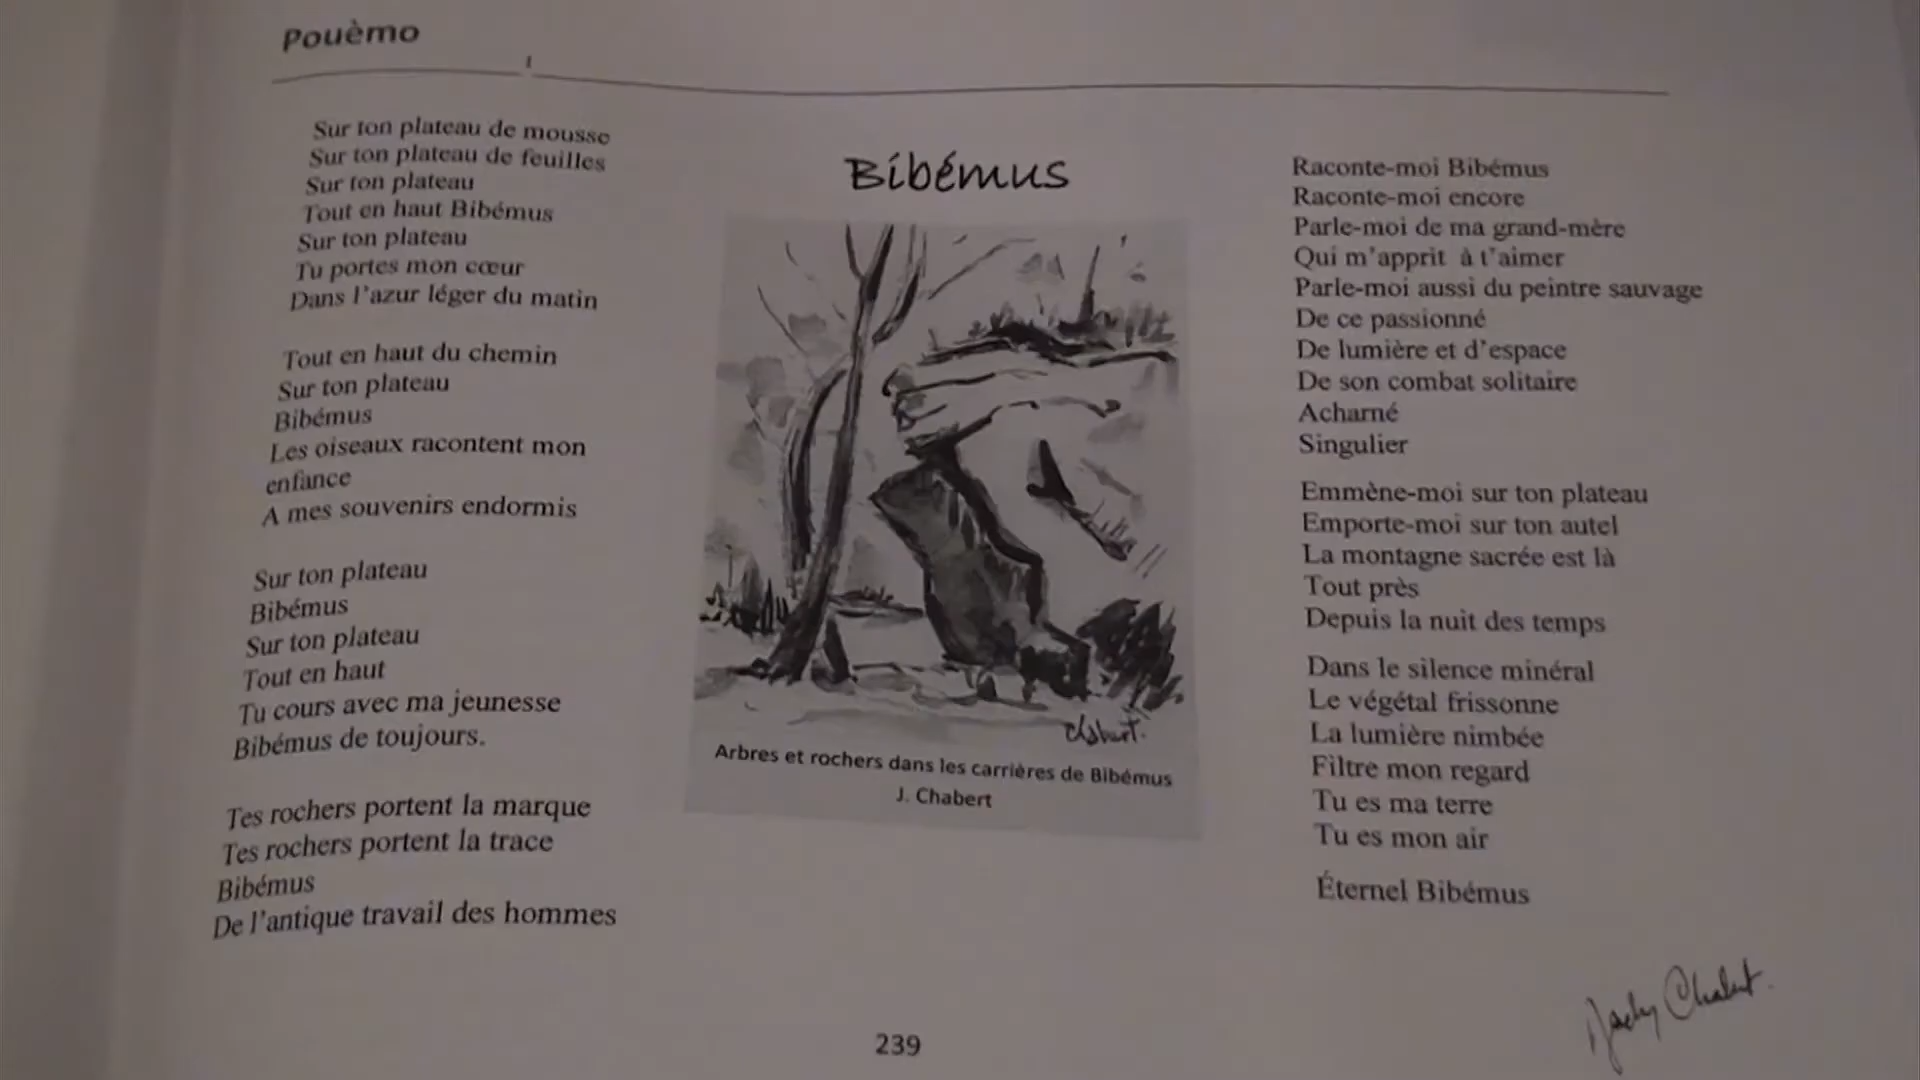 Pouèmo
Sur ton plateau de mousse
Sur ton plateau de feuilles
Sur ton plateau
Tout en haut Bibémus
Sur ton plateau
Tu portes mon cœur
Dans l'azur léger du matin
Tout en haut du chemin
Sur ton plateau
Bibémus
Les oiseaux racontent mon
enfance
A mes souvenirs endormis
Sur ton plateau
Bibémus
Sur ton plateau
Tout en haut
Tu cours avec ma jeunesse
Bibémus de toujours.
Tes rochers portent la marque
Tes rochers portent la trace
Bibémus
De l'antique travail des hommes
Bibémus
Chabert.
Arbres et rochers dans les carrières de Bibémus
J. Chabert
Raconte-moi Bibémus
Raconte-moi encore
Parle-moi de ma grand-mère
Qui m'apprit à t'aimer
Parle-moi aussi du peintre sauvage
De ce passionné
De lumière et d'espace
De son combat solitaire
Acharné
Singulier
Emmène-moi sur ton plateau
Emporte-moi sur ton autel
La montagne sacrée est là
Tout près
Depuis la nuit des temps
Dans le silence minéral
Le végétal frissonne
La lumière nimbée
Filtre mon regard
Tu es ma terre
Tu es mon air
Éternel Bibémus
Jacky Chabert.
239